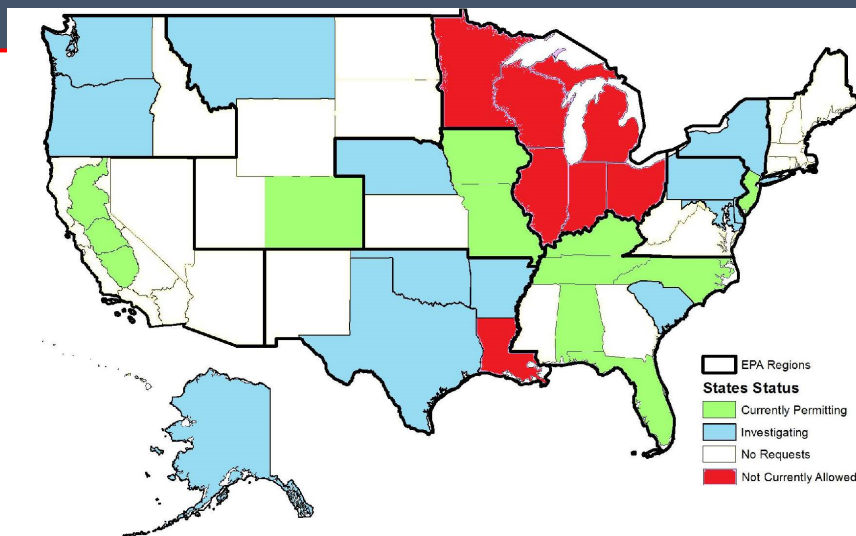 EPA Regions
States Status
Currently Permitting
Investigating
No Requests
Not Currently Allowed